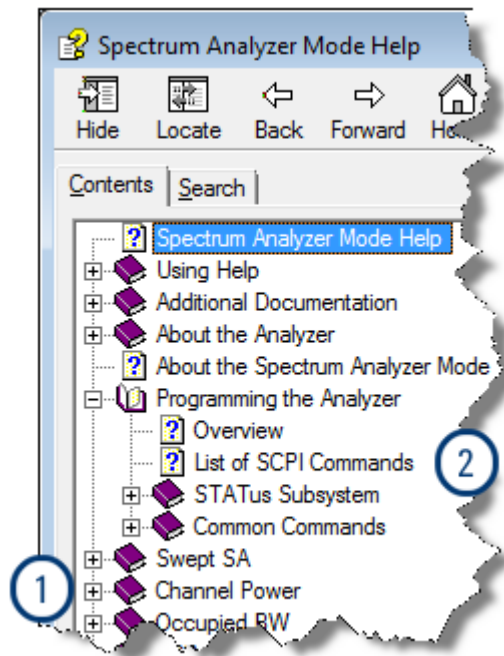 Spectrum Analyzer Mode Help
Hide Locate Back Forward
Contents Search
Spectrum Analyzer Mode Help
Using Help
Additional Documentation
About the Analyzer
About the Spectrum Analyzer Mode
Programming the Analyzer
Overview
List of SCPI Commands
2
STATus Subsystem
Common Commands
Swept SA
1
Channel Power
Occupied BW